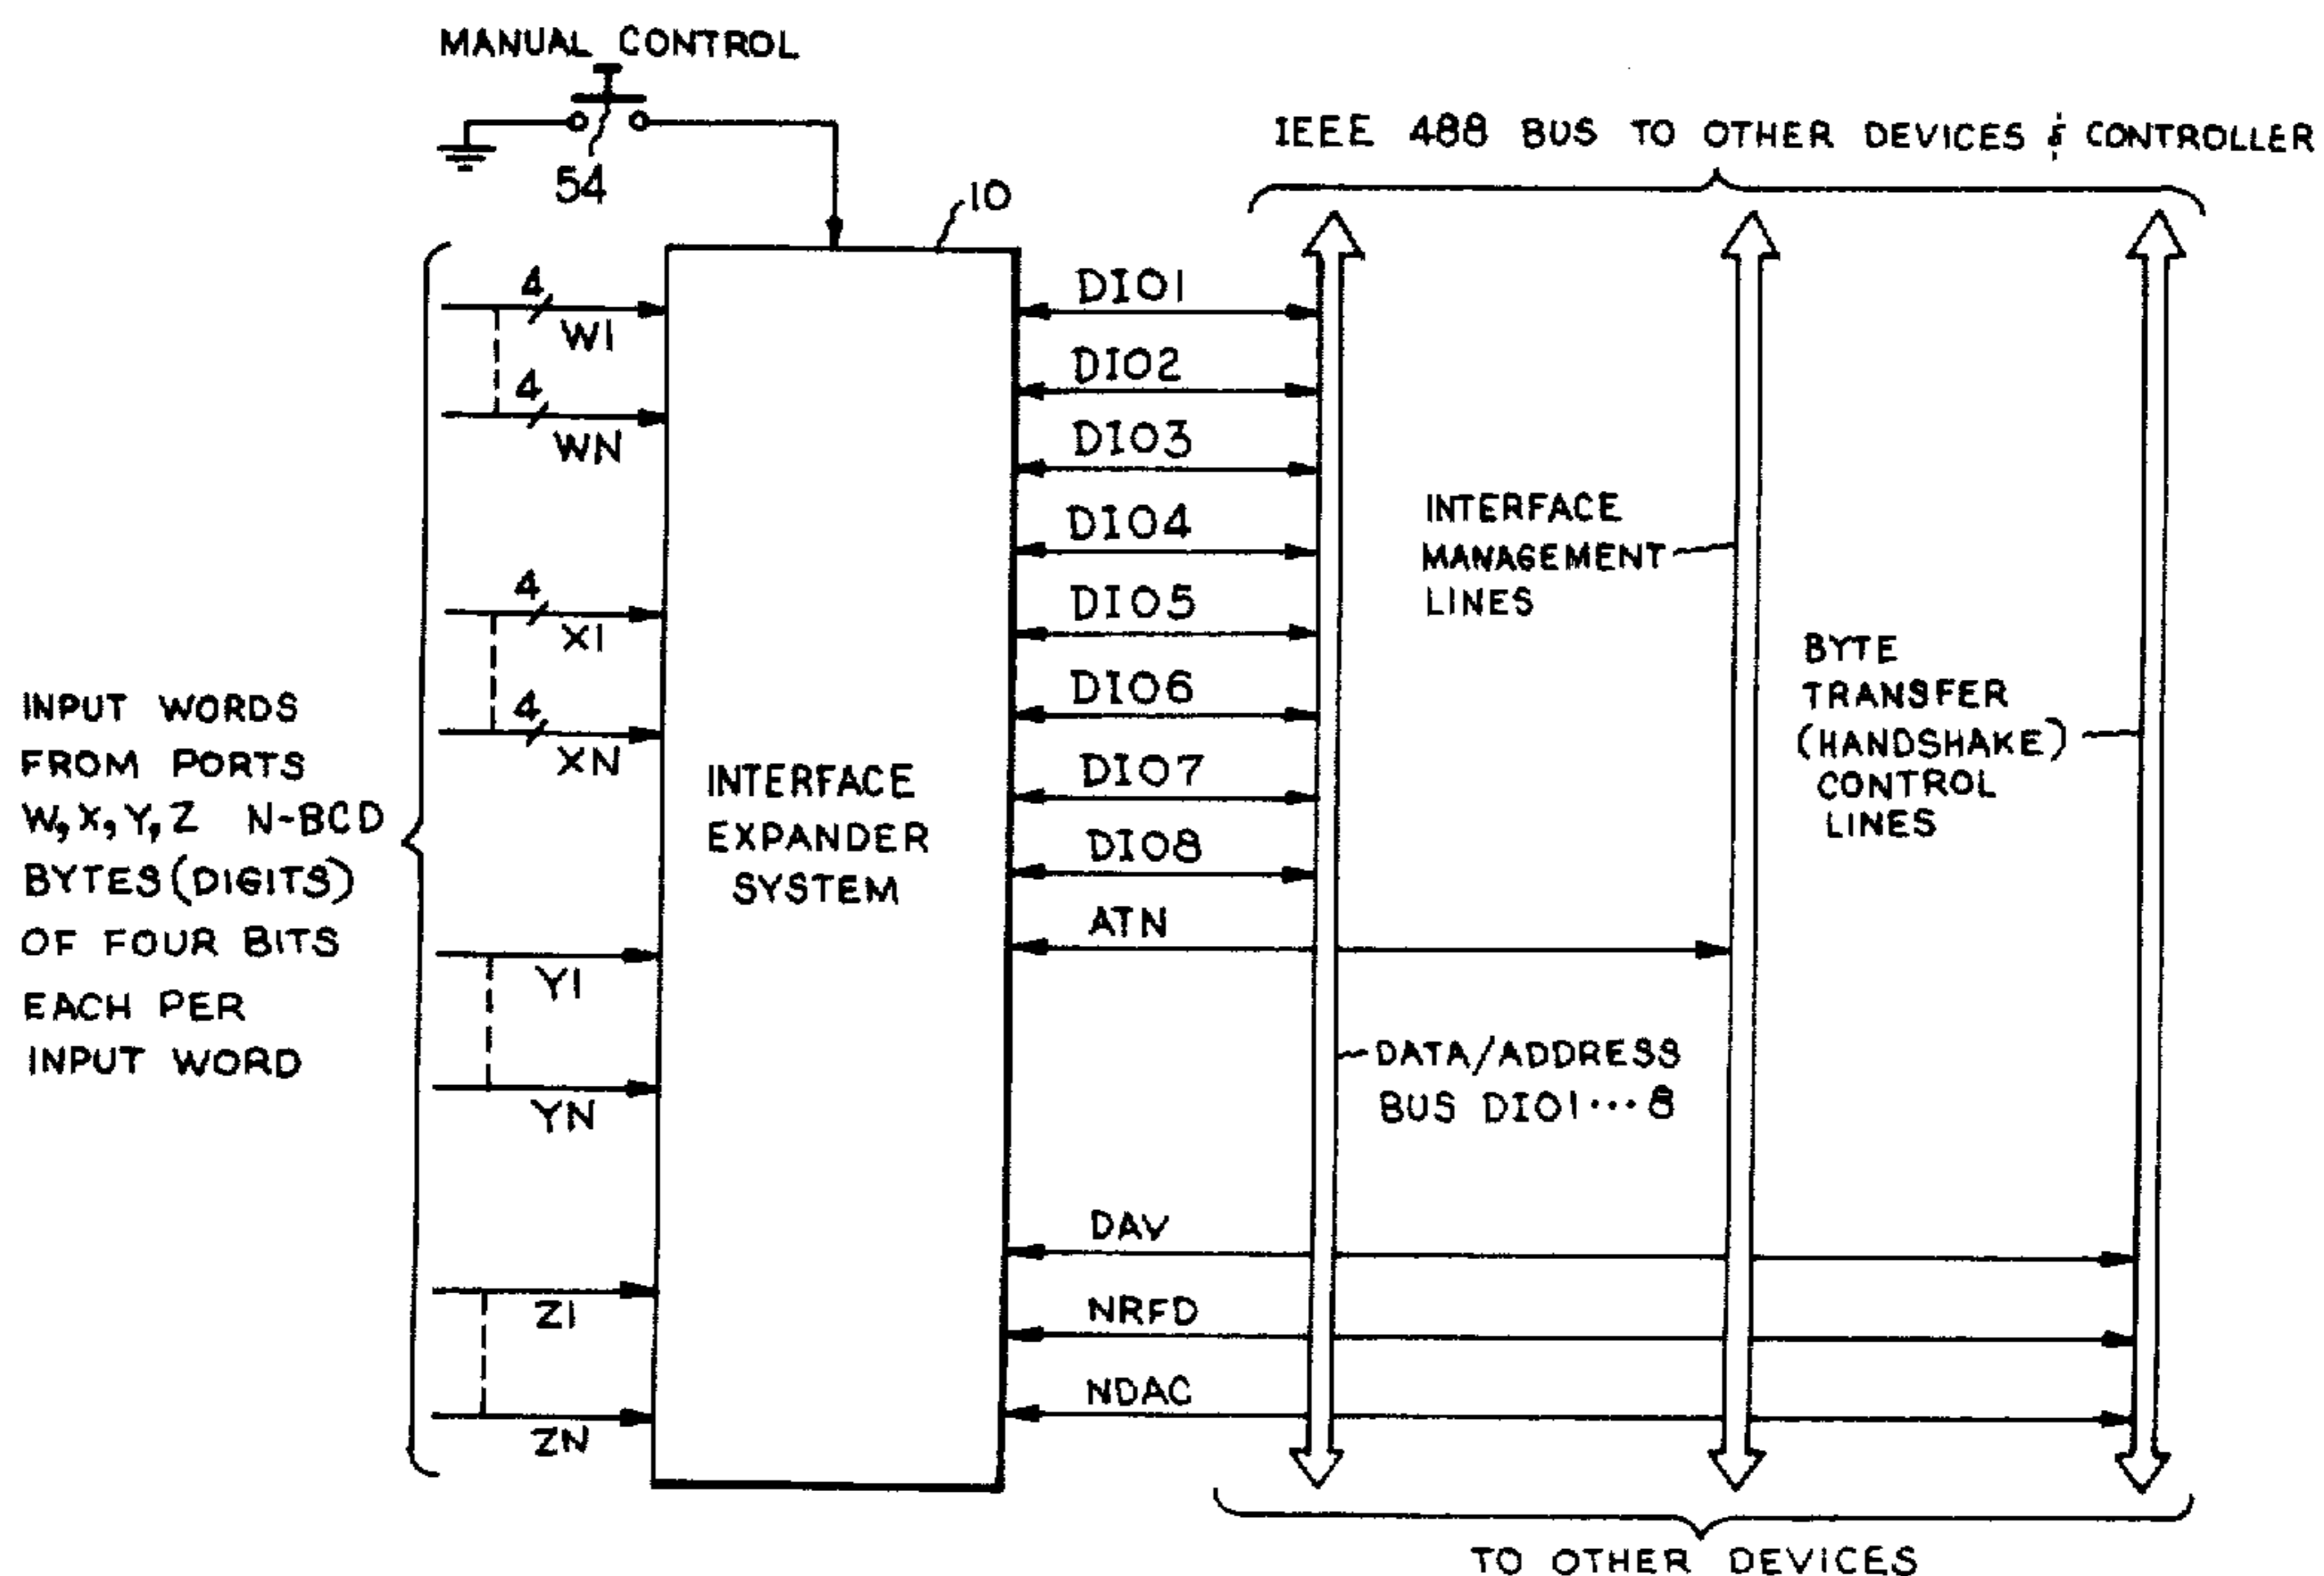 MANUAL CONTROL
54
10
IEEE 488 BUS TO OTHER DEVICES & CONTROLLER
4
W1
4
WN
4
X1
4
XN
Y1
YN
Z1
ZN
INPUT WORDS
FROM PORTS
W, X, Y, Z N-BCD
BYTES (DIGITS)
OF FOUR BITS
EACH PER
INPUT WORD
INTERFACE
EXPANDER
SYSTEM
DIO1
DIO2
DIO3
DIO4
DIO5
DIO6
DIO7
DIO8
ATN
DAV
NRFD
NDAC
INTERFACE
MANAGEMENT
LINES
BYTE
TRANSFER
(HANDSHAKE)
CONTROL
LINES
DATA/ADDRESS
BUS DIO1...8
TO OTHER DEVICES